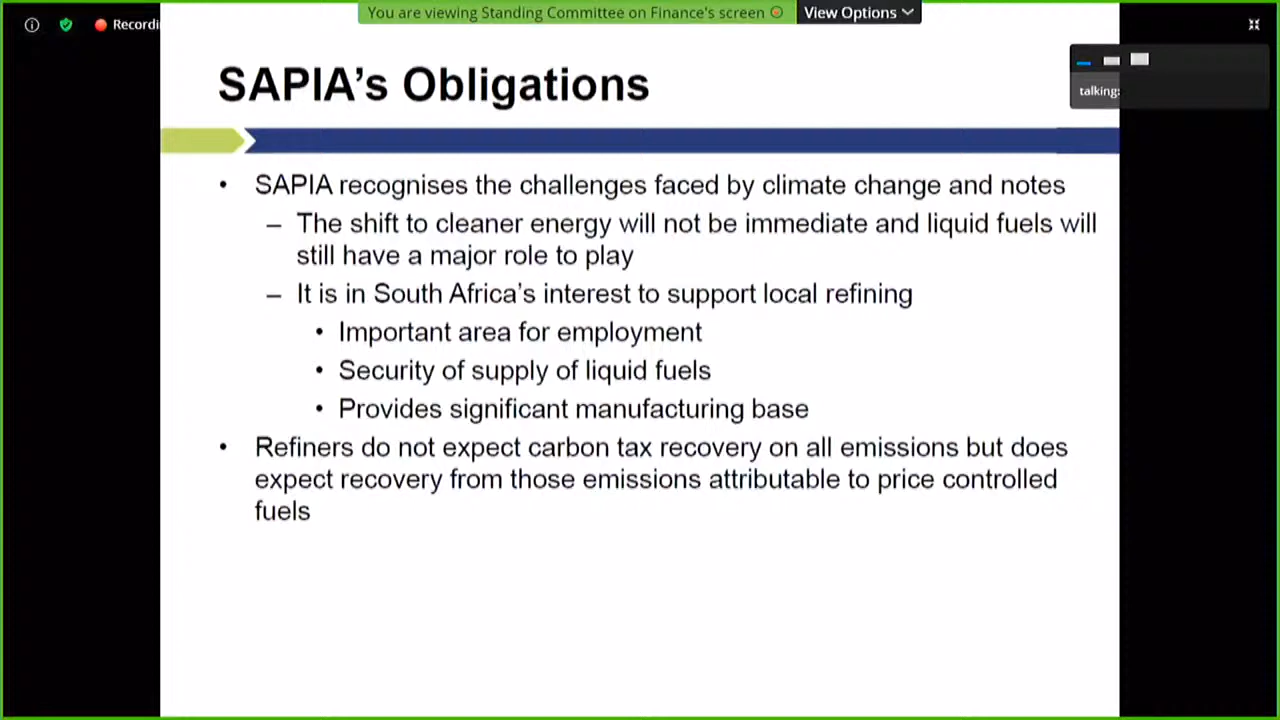 You are viewing Standing Committee on Finance's screen
View Options
Recordi
talking:
SAPIA's Obligations
• SAPIA recognises the challenges faced by climate change and notes
– The shift to cleaner energy will not be immediate and liquid fuels will
still have a major role to play
– It is in South Africa's interest to support local refining
• Important area for employment
• Security of supply of liquid fuels
• Provides significant manufacturing base
• Refiners do not expect carbon tax recovery on all emissions but does
expect recovery from those emissions attributable to price controlled
fuels